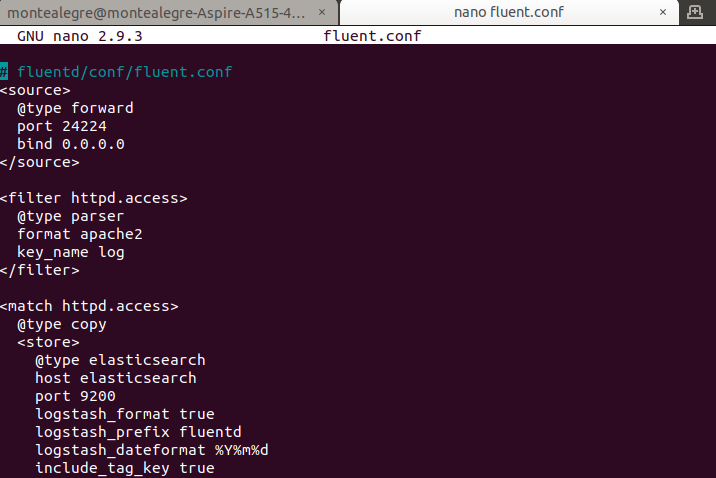 montealegre@montealegre-Aspire-A515-4... ×
nano fluent.conf ×
GNU nano 2.9.3 fluent.conf
# fluentd/conf/fluent.conf
<source>
  @type forward
  port 24224
  bind 0.0.0.0
</source>
<filter httpd.access>
  @type parser
  format apache2
  key_name log
</filter>
<match httpd.access>
  @type copy
  <store>
    @type elasticsearch
    host elasticsearch
    port 9200
    logstash_format true
    logstash_prefix fluentd
    logstash_dateformat %Y%m%d
    include_tag_key true